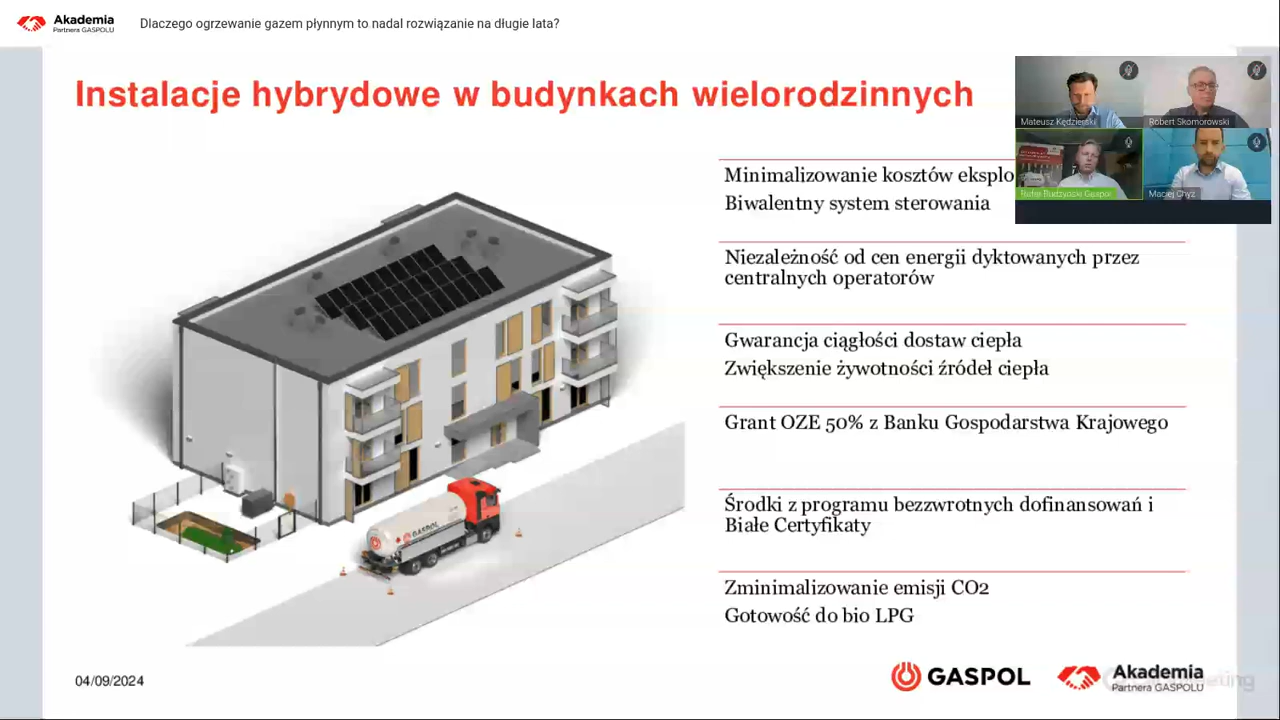 Akademia
Partnera GASPOLU
Dlaczego ogrzewanie gazem płynnym to nadal rozwiązanie na długie lata?
Instalacje hybrydowe w budynkach wielorodzinnych
Mateusz Kędzierski
Robert Skomorowski
Rafał Rudzyński Gaspol
Maciej Chyż
Minimalizowanie kosztów eksplo
Biwalentny system sterowania
Niezależność od cen energii dyktowanych przez
centralnych operatorów
Gwarancja ciągłości dostaw ciepła
Zwiększenie żywotności źródeł ciepła
Grant OZE 50% z Banku Gospodarstwa Krajowego
Środki z programu bezzwrotnych dofinansowań i
Białe Certyfikaty
Zminimalizowanie emisji CO2
Gotowość do bio LPG
GASPOL
04/09/2024
GASPOL
Akademia
Partnera GASPOLU